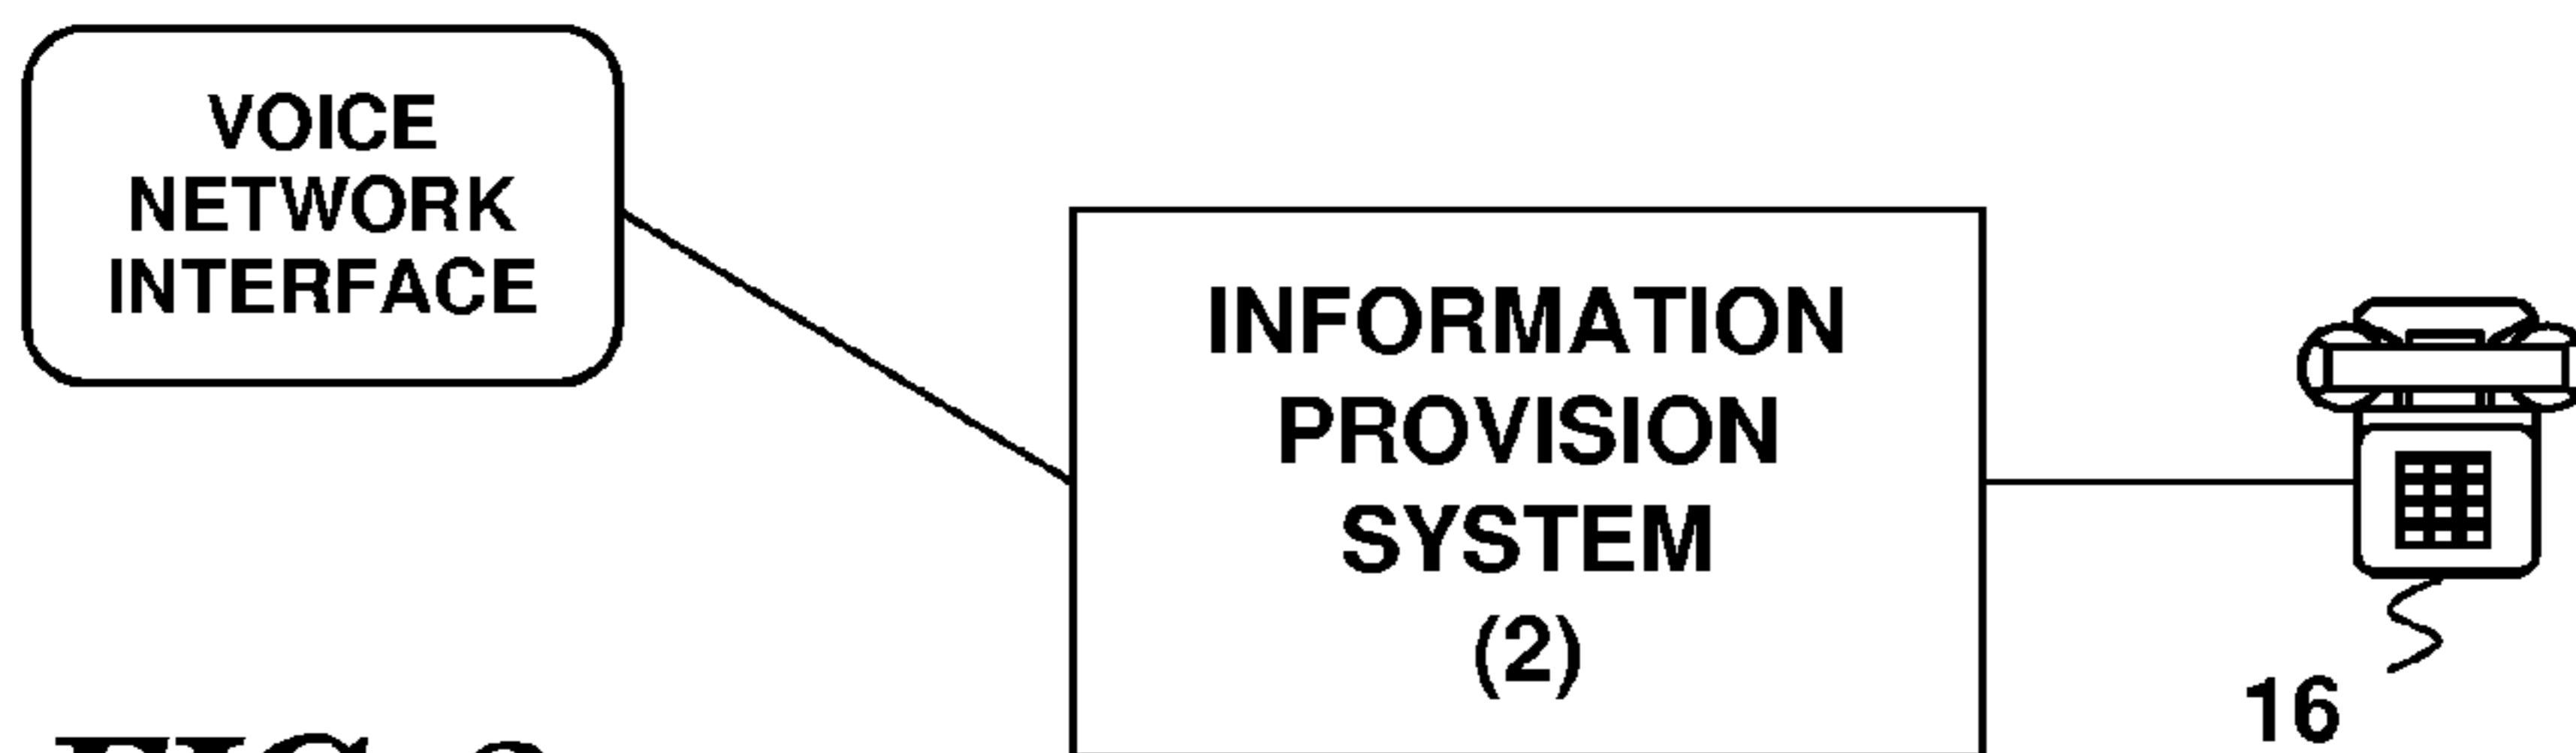 VOICE
NETWORK
INTERFACE
INFORMATION
PROVISION
SYSTEM
(2)
16